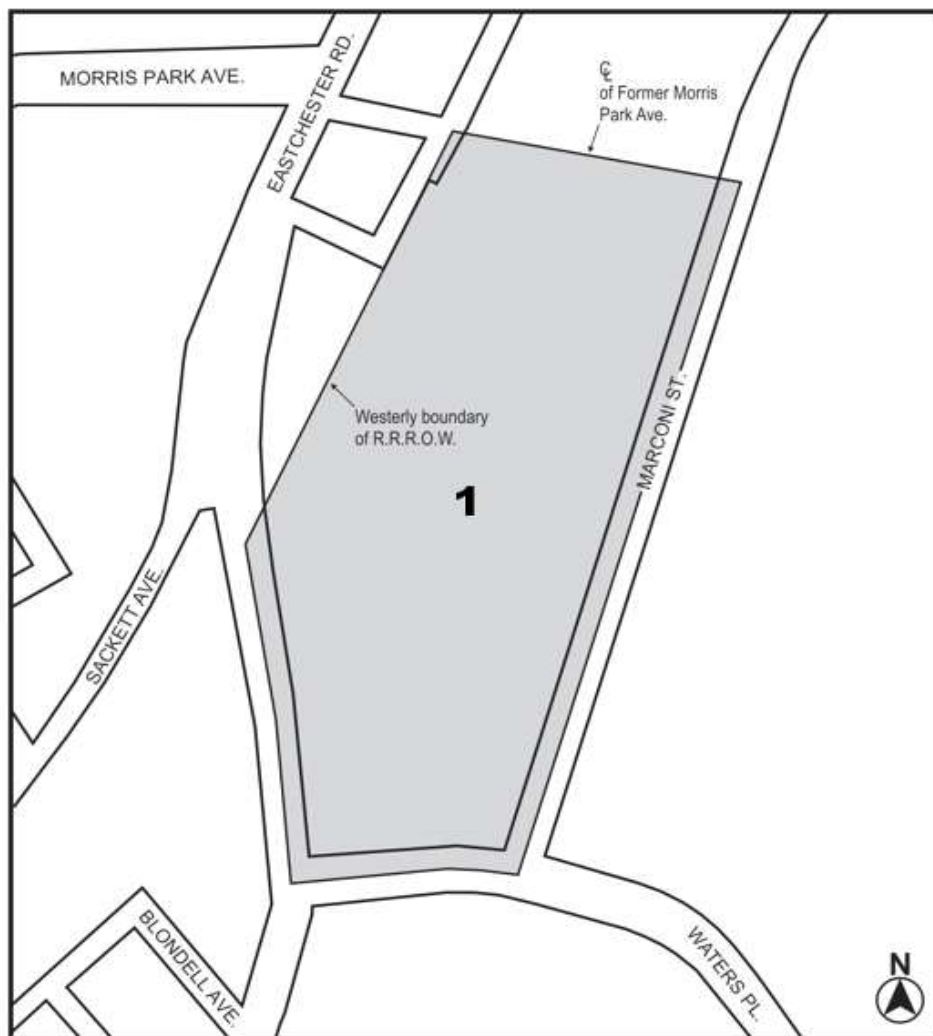 MORRIS PARK AVE.
EASTCHESTER RD.
℄
of Former Morris
Park Ave.
Westerly boundary
of R.R.R.O.W.
MARCONI ST.
1
SACKETT AVE.
BLONDELL AVE.
WATERS PL.
N